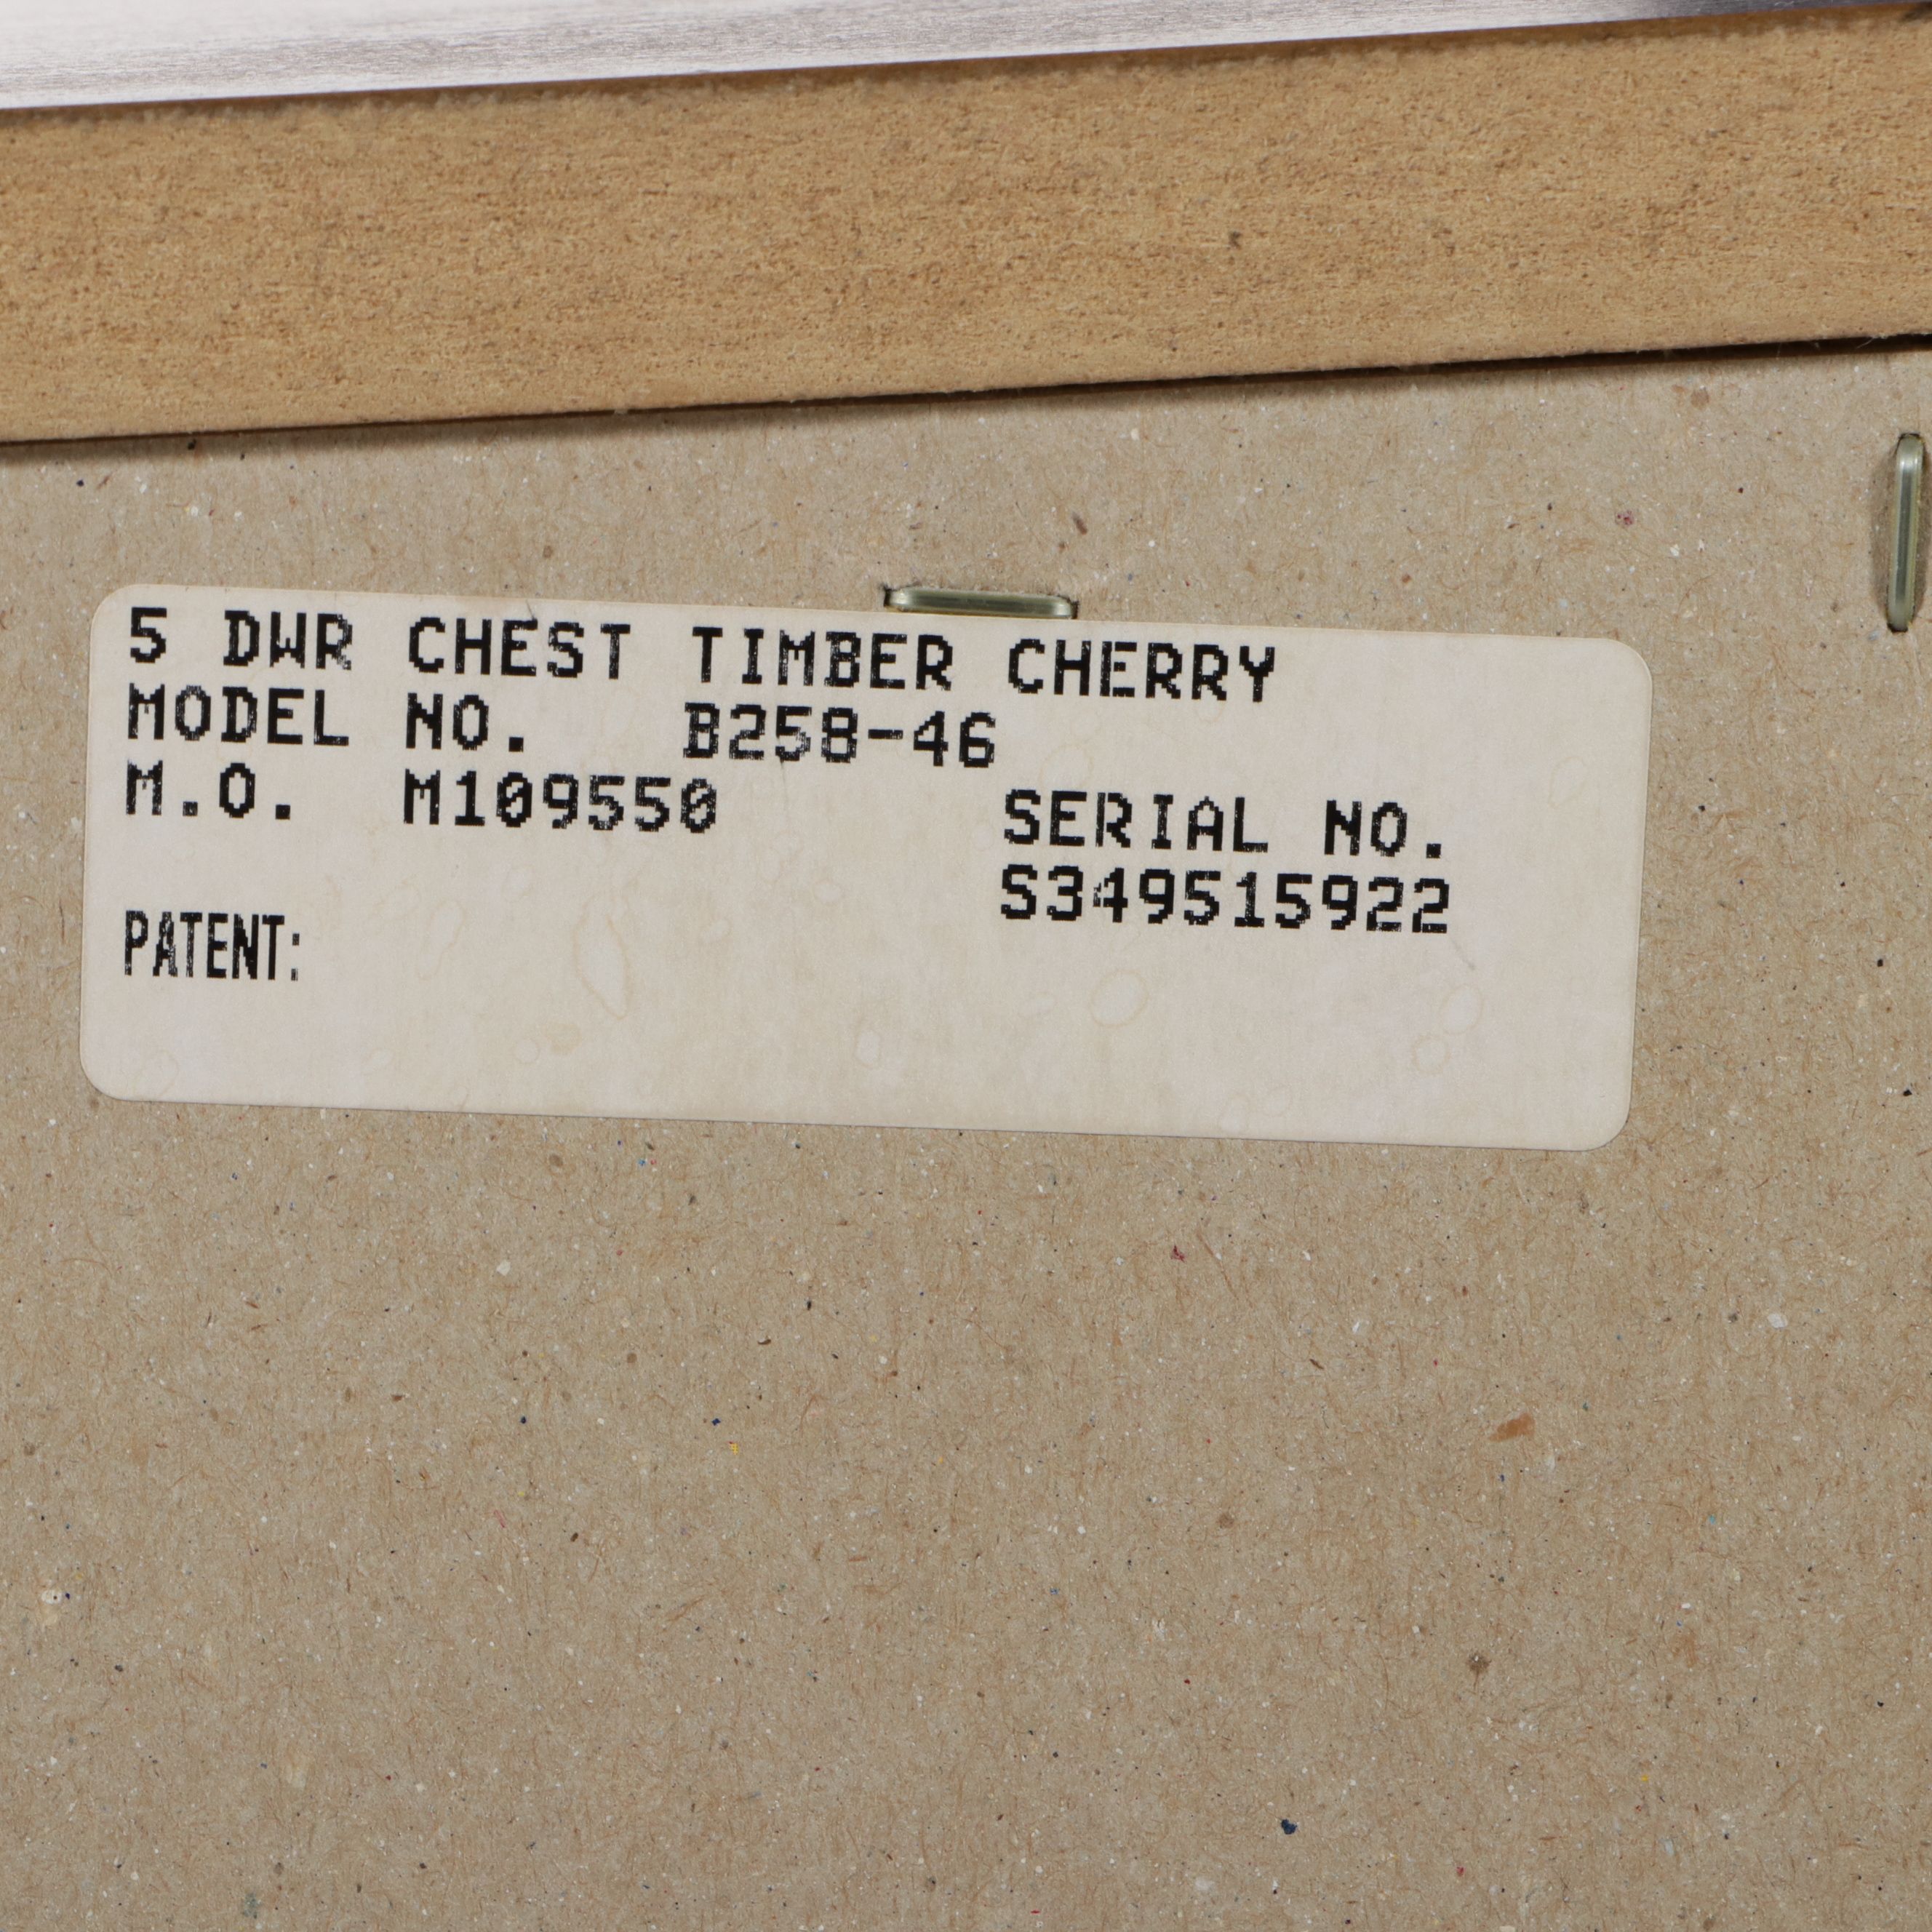 5 DWR CHEST TIMBER CHERRY
MODEL NO. B258-46
M.O. M109550
SERIAL NO.
S349515922
PATENT: